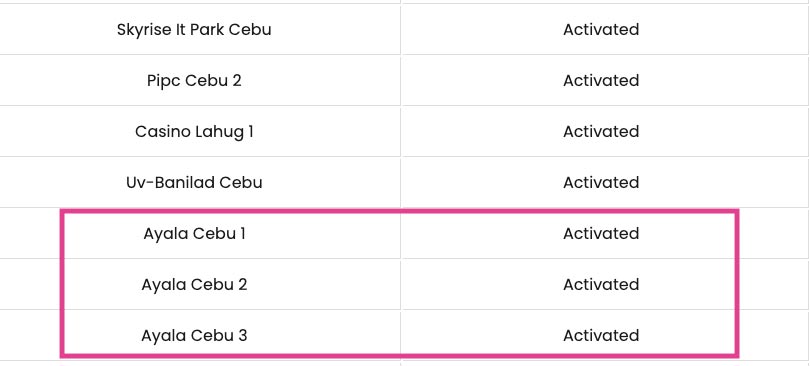 Skyrise It Park Cebu Activated
Pipc Cebu 2 Activated
Casino Lahug 1 Activated
Uv-Banilad Cebu Activated
Ayala Cebu 1 Activated
Ayala Cebu 2 Activated
Ayala Cebu 3 Activated